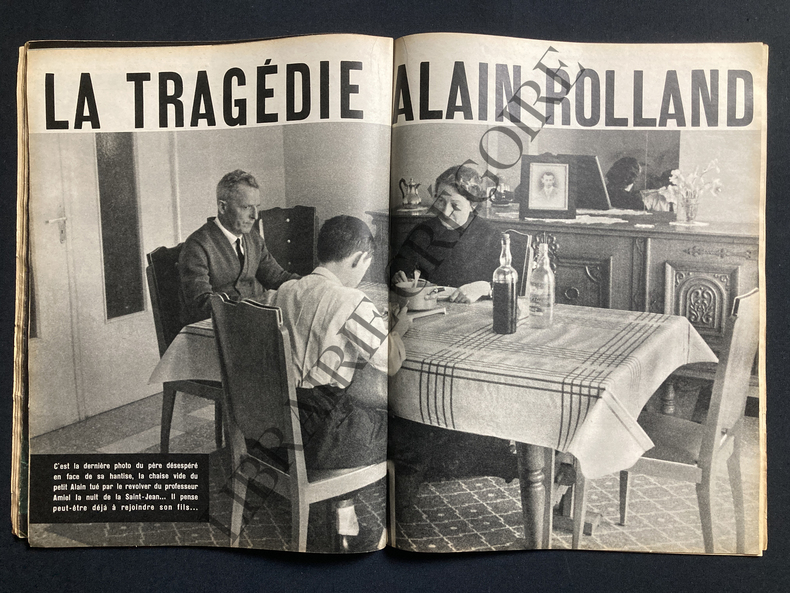 LA TRAGÉDIE ALAIN ROLLAND
C'est la dernière photo du père désespéré
en face de sa hantise, la chaise vide du
petit Alain tué par le revolver du professeur
Amiel la nuit de la Saint-Jean... Il pense
peut-être déjà à rejoindre son fils...
LIBRAIRIE GREGOIRE